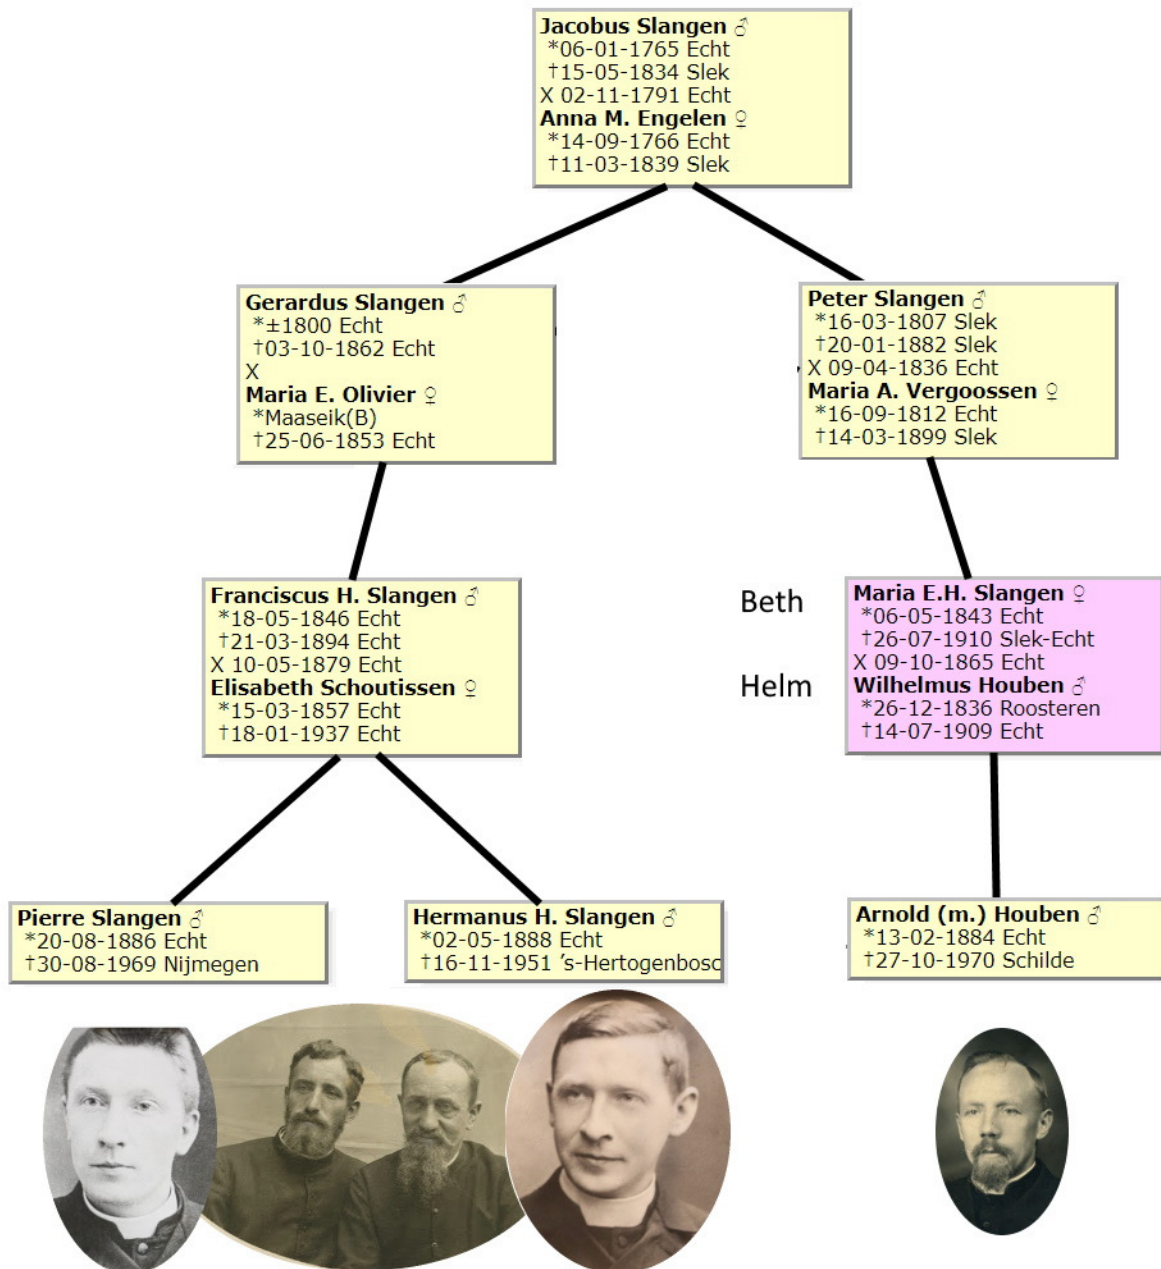 Jacobus Slangen ♂
*06-01-1765 Echt
†15-05-1834 Slek
X 02-11-1791 Echt
Anna M. Engelen ♀
*14-09-1766 Echt
†11-03-1839 Slek
Gerardus Slangen ♂
*±1800 Echt
†03-10-1862 Echt
X
Maria E. Olivier ♀
*Maaseik(B)
†25-06-1853 Echt
Peter Slangen ♂
*16-03-1807 Slek
†20-01-1882 Slek
X 09-04-1836 Echt
Maria A. Vergoossen ♀
*16-09-1812 Echt
†14-03-1899 Slek
Franciscus H. Slangen ♂
*18-05-1846 Echt
†21-03-1894 Echt
X 10-05-1879 Echt
Elisabeth Schoutissen ♀
*15-03-1857 Echt
†18-01-1937 Echt
Beth
Helm
Maria E.H. Slangen ♀
*06-05-1843 Echt
†26-07-1910 Slek-Echt
X 09-10-1865 Echt
Wilhelmus Houben ♂
*26-12-1836 Roosteren
†14-07-1909 Echt
Pierre Slangen ♂
*20-08-1886 Echt
†30-08-1969 Nijmegen
Hermanus H. Slangen ♂
*02-05-1888 Echt
†16-11-1951 's-Hertogenbosc
Arnold (m.) Houben ♂
*13-02-1884 Echt
†27-10-1970 Schilde